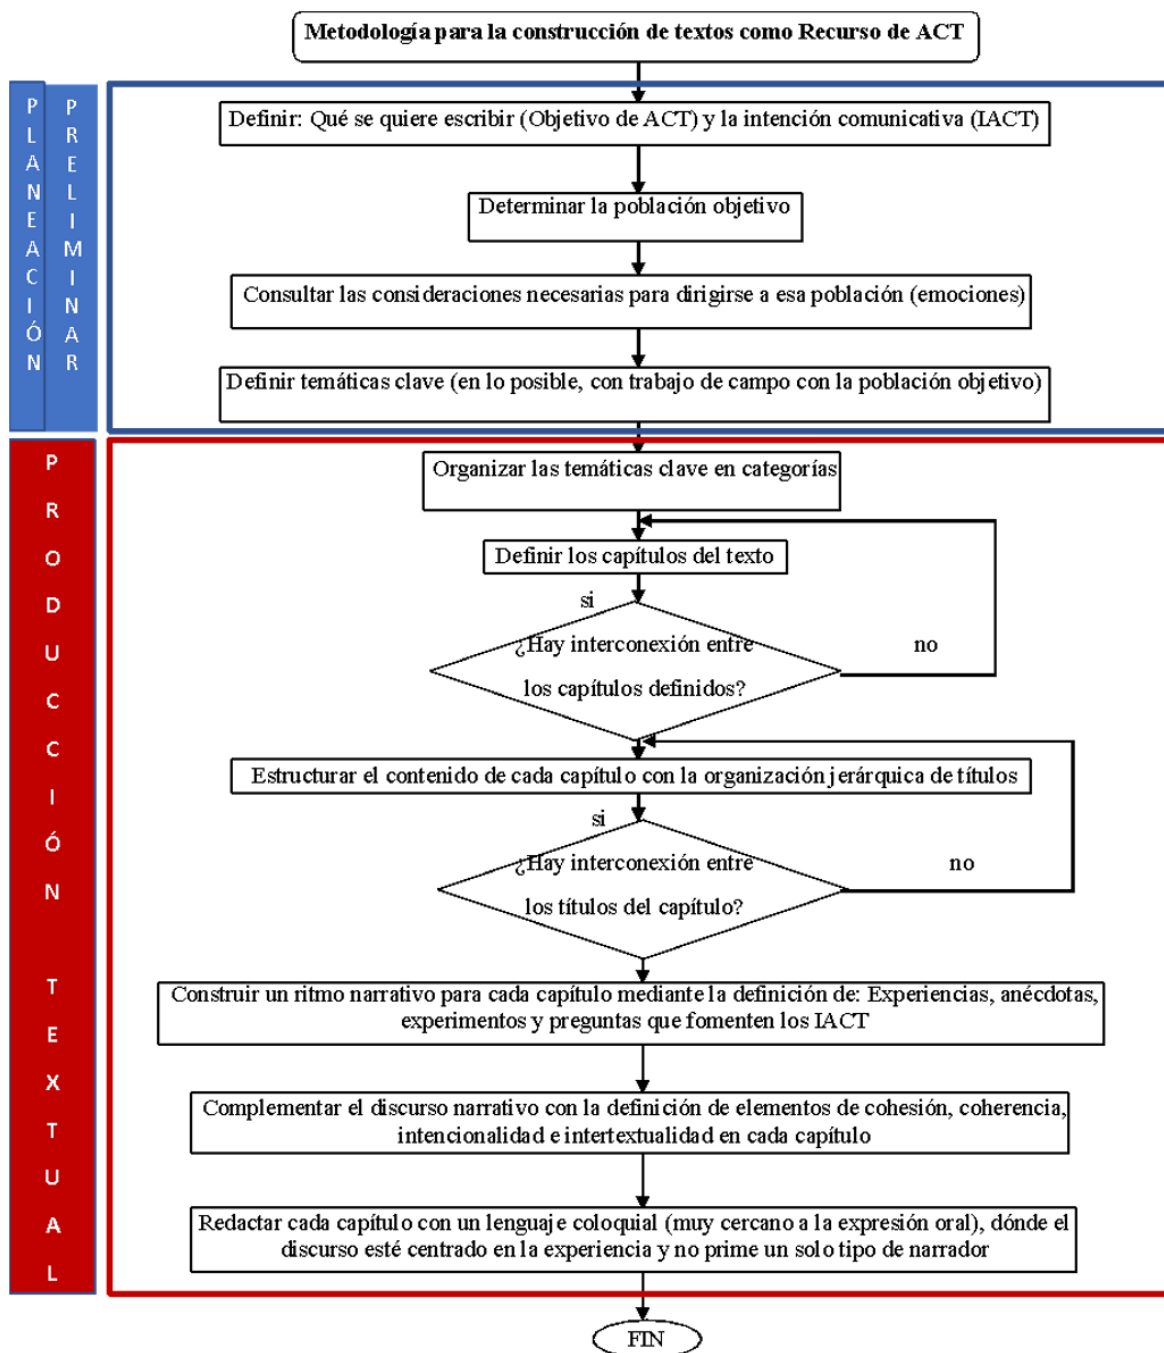 Metodología para la construcción de textos como Recurso de ACT
PLANEACIÓN
PRELIMINAR
Definir: Qué se quiere escribir (Objetivo de ACT) y la intención comunicativa (IACT)
Determinar la población objetivo
Consultar las consideraciones necesarias para dirigirse a esa población (emociones)
Definir temáticas clave (en lo posible, con trabajo de campo con la población objetivo)
PRODUCCIÓN TEXTUAL
Organizar las temáticas clave en categorías
Definir los capítulos del texto
si
¿Hay interconexión entre
los capítulos definidos?
no
Estructurar el contenido de cada capítulo con la organización jerárquica de títulos
si
¿Hay interconexión entre
los títulos del capítulo?
no
Construir un ritmo narrativo para cada capítulo mediante la definición de: Experiencias, anécdotas,
experimentos y preguntas que fomenten los IACT
Complementar el discurso narrativo con la definición de elementos de cohesión, coherencia,
intencionalidad e intertextualidad en cada capítulo
Redactar cada capítulo con un lenguaje coloquial (muy cercano a la expresión oral), dónde el
discurso esté centrado en la experiencia y no prime un solo tipo de narrador
FIN